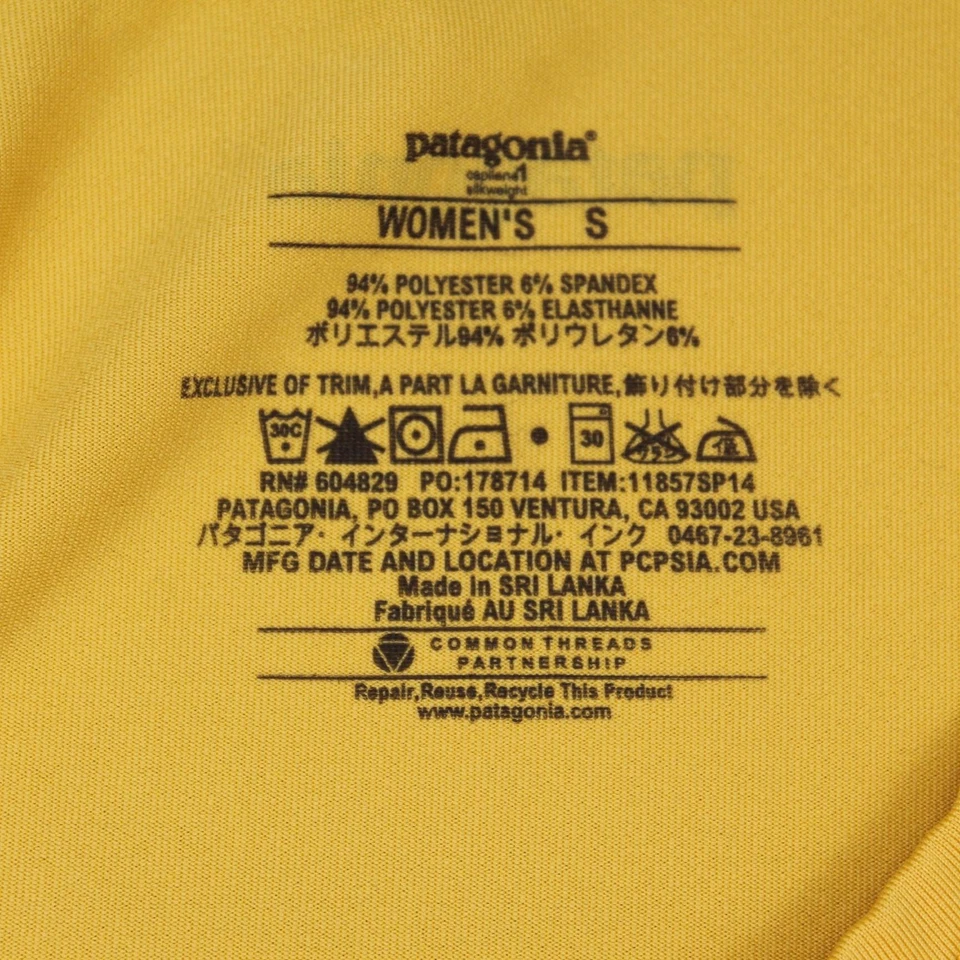 patagonia®
capilene 1
silkweight
WOMEN'S S
94% POLYESTER 6% SPANDEX
94% POLYESTER 6% ELASTHANNE
ポリエステル94% ポリウレタン6%
EXCLUSIVE OF TRIM,A PART LA GARNITURE,飾り付け部分を除く
30C 30 低
RN# 604829 PO:178714 ITEM:11857SP14
PATAGONIA, PO BOX 150 VENTURA, CA 93002 USA
パタゴニア・インターナショナル・インク 0467-23-8961
MFG DATE AND LOCATION AT PCPSIA.COM
Made in SRI LANKA
Fabriqué AU SRI LANKA
COMMON THREADS
PARTNERSHIP
Repair,Reuse,Recycle This Product
www.patagonia.com